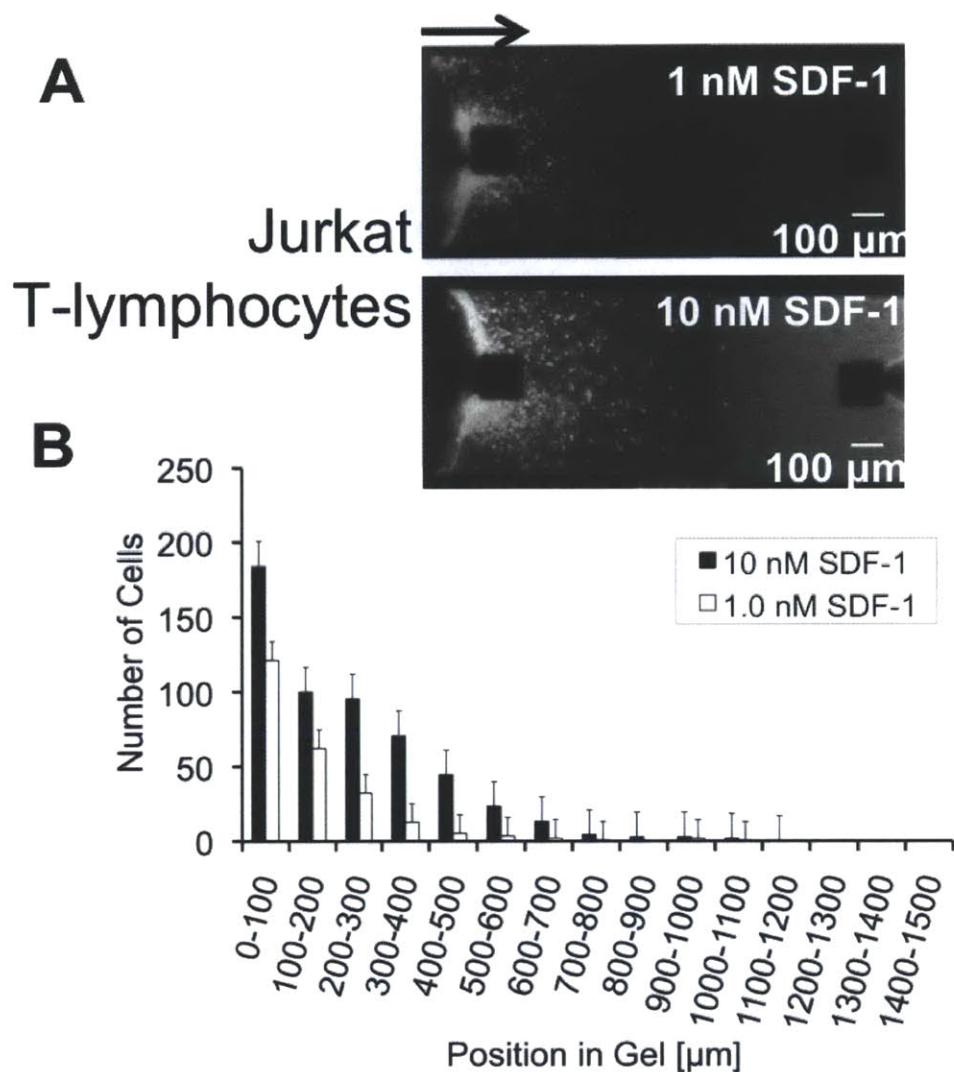 A
1 nM SDF-1
100 µm
Jurkat
T-lymphocytes
10 nM SDF-1
100 µm
B
250
200
150
100
50
0
Number of Cells
10 nM SDF-1
1.0 nM SDF-1
0-100
100-200
200-300
300-400
400-500
500-600
600-700
700-800
800-900
900-1000
1000-1100
1100-1200
1200-1300
1300-1400
1400-1500
Position in Gel [µm]